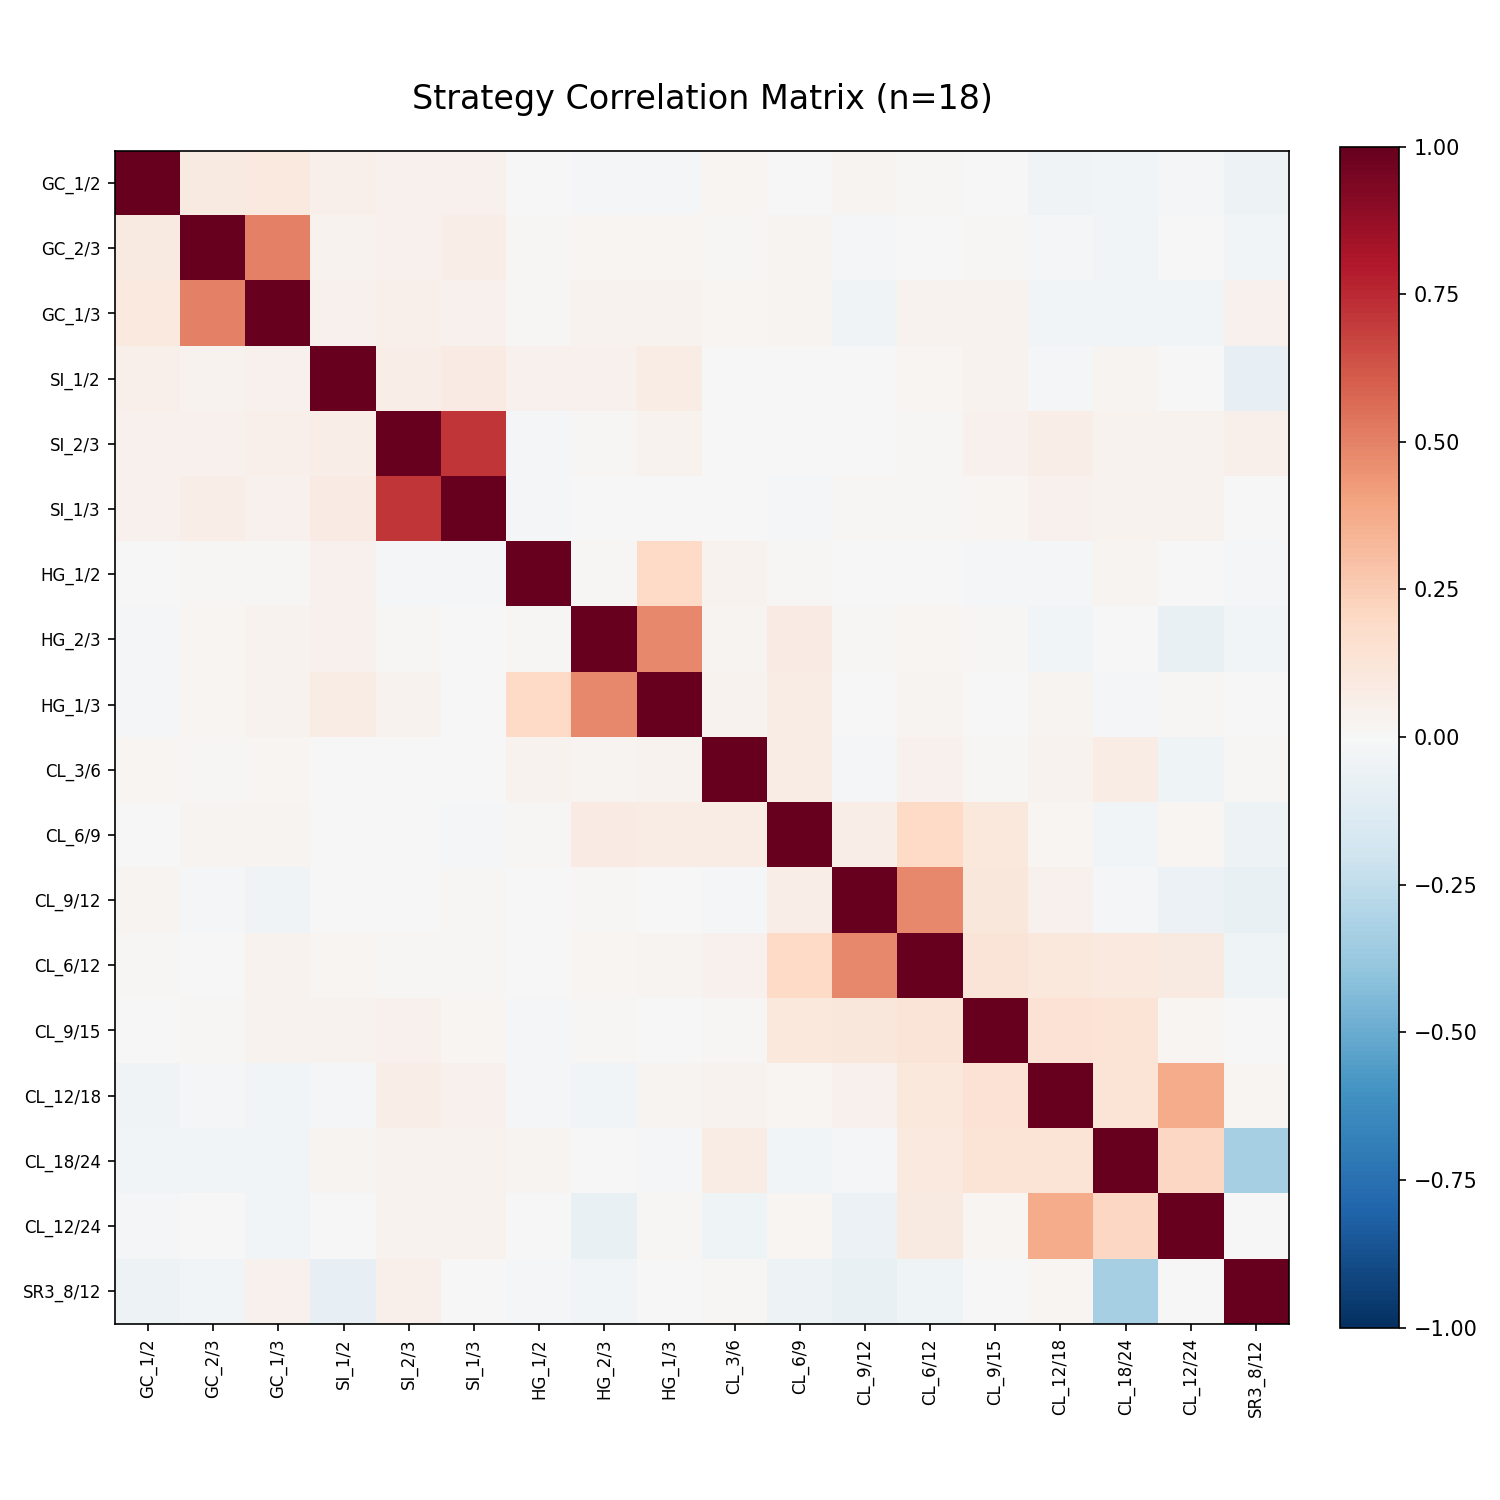 Strategy Correlation Matrix (n=18)
GC_1/2
GC_2/3
GC_1/3
SI_1/2
SI_2/3
SI_1/3
HG_1/2
HG_2/3
HG_1/3
CL_3/6
CL_6/9
CL_9/12
CL_6/12
CL_9/15
CL_12/18
CL_18/24
CL_12/24
SR3_8/12
GC_1/2
GC_2/3
GC_1/3
SI_1/2
SI_2/3
SI_1/3
HG_1/2
HG_2/3
HG_1/3
CL_3/6
CL_6/9
CL_9/12
CL_6/12
CL_9/15
CL_12/18
CL_18/24
CL_12/24
SR3_8/12
1.00
0.75
0.50
0.25
0.00
−0.25
−0.50
−0.75
−1.00